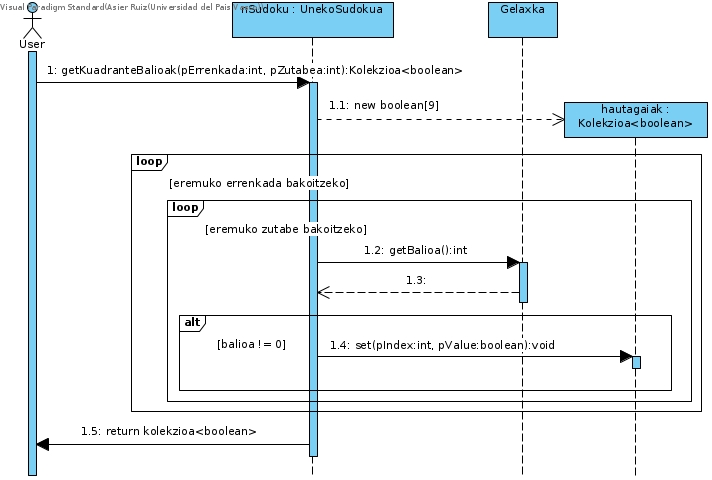 Visual Paradigm Standard(Asier Ruiz(Universidad del Pais Vasco))
nSudoku : UnekoSudokua
Gelaxka
User
1: getKuadranteBalioak(pErrenkada:int, pZutabea:int):Kolekzioa<boolean>
1.1: new boolean[9]
hautagaiak :
Kolekzioa<boolean>
loop
[eremuko errenkada bakoitzeko]
loop
[eremuko zutabe bakoitzeko]
1.2: getBalioa():int
1.3:
alt
[balioa != 0]
1.4: set(pIndex:int, pValue:boolean):void
1.5: return kolekzioa<boolean>